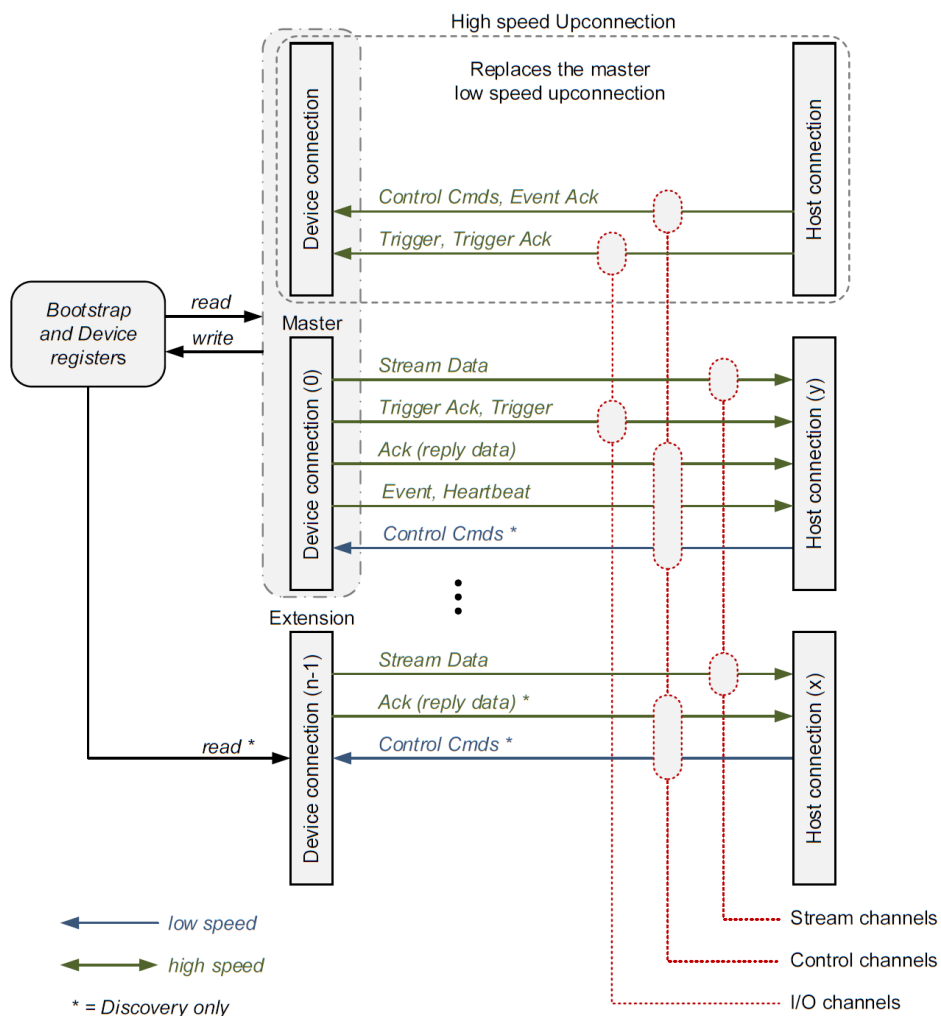 High speed Upconnection
Replaces the master
low speed upconnection
Device connection
Host connection
Control Cmds, Event Ack
Trigger, Trigger Ack
Bootstrap
and Device
registers
read
write
Master
Device connection (0)
Host connection (y)
Stream Data
Trigger Ack, Trigger
Ack (reply data)
Event, Heartbeat
Control Cmds *
Extension
Device connection (n-1)
Host connection (x)
Stream Data
Ack (reply data) *
Control Cmds *
read *
low speed
high speed
* = Discovery only
Stream channels
Control channels
I/O channels